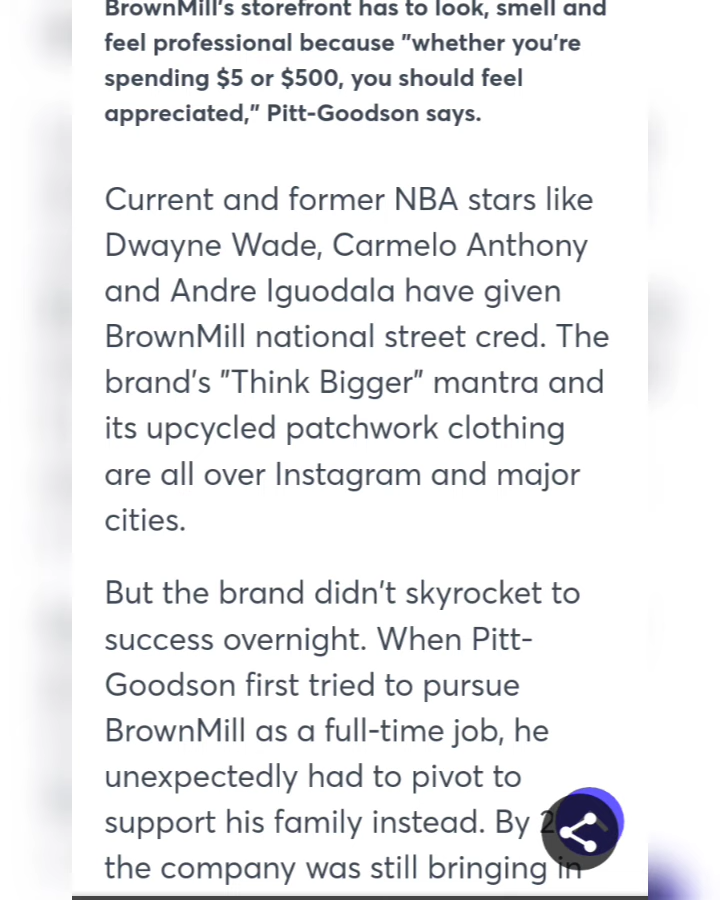 BrownMill's storefront has to look, smell and
feel professional because "whether you're
spending $5 or $500, you should feel
appreciated," Pitt-Goodson says.
Current and former NBA stars like
Dwayne Wade, Carmelo Anthony
and Andre Iguodala have given
BrownMill national street cred. The
brand's "Think Bigger" mantra and
its upcycled patchwork clothing
are all over Instagram and major
cities.
But the brand didn't skyrocket to
success overnight. When Pitt-
Goodson first tried to pursue
BrownMill as a full-time job, he
unexpectedly had to pivot to
support his family instead. By
the company was still bringing in